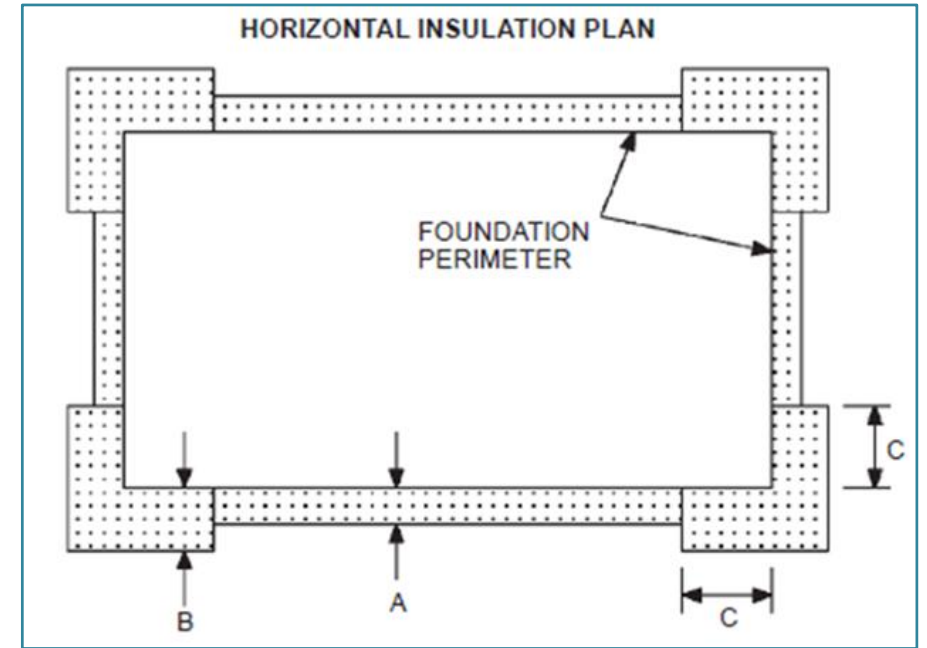 HORIZONTAL INSULATION PLAN
FOUNDATION
PERIMETER
C
B
A
C